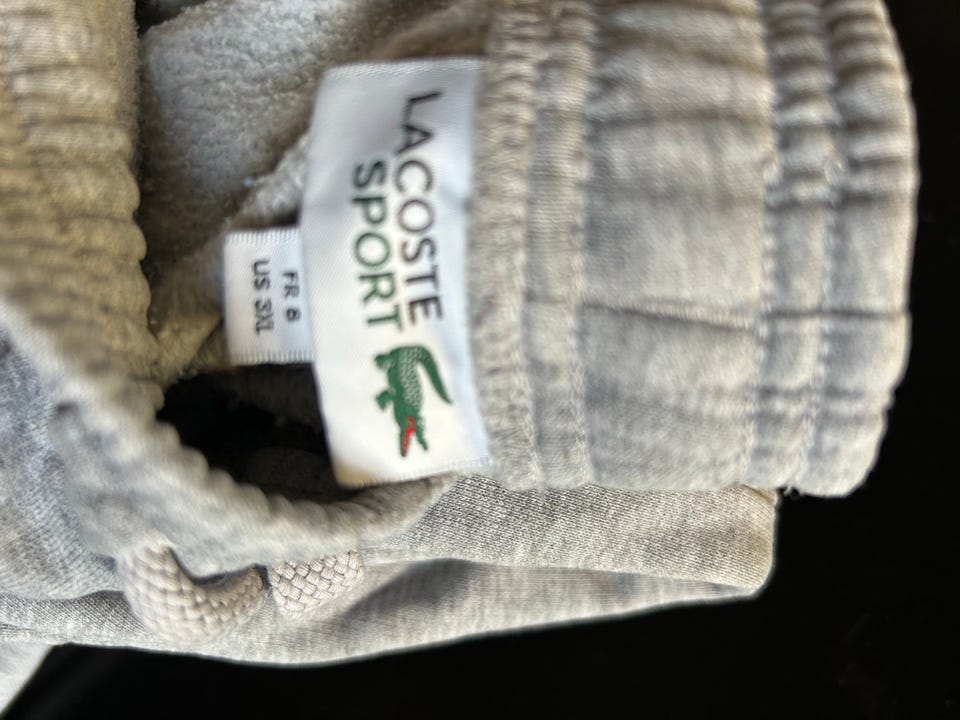 LACOSTE
SPORT
FR 8
US 3XL